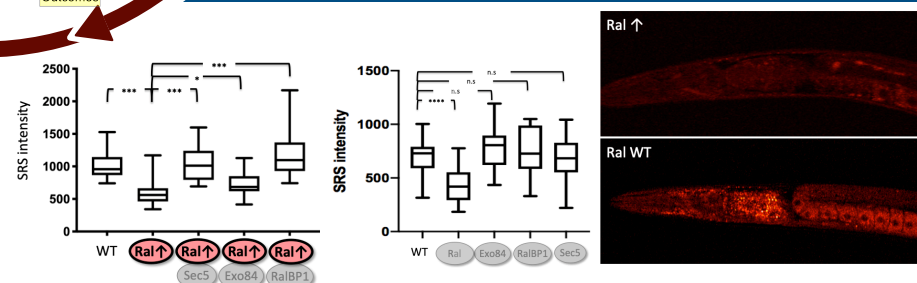 Outcomes
SRS intensity
2500
2000
1500
1000
500
0
***
*
***
***
WT
Ral↑
Ral↑
Ral↑
Ral↑
Sec5
Exo84
RalBP1
SRS intensity
1500
1000
500
0
n.s
n.s
n.s
****
WT
Ral
Exo84
RalBP1
Sec5
Ral ↑
Ral WT